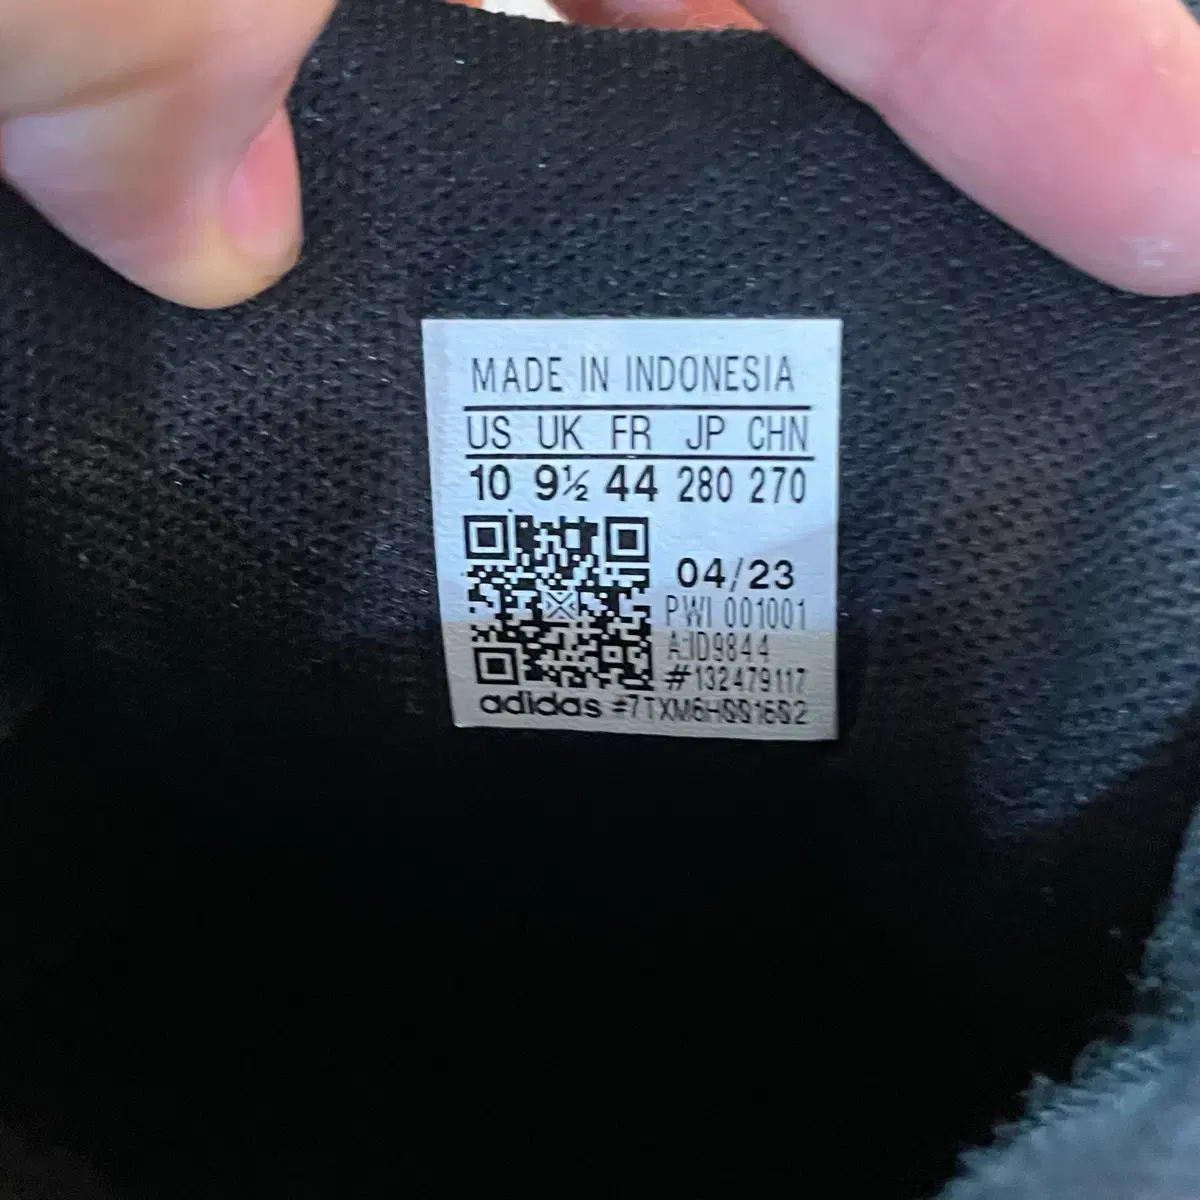 MADE IN INDONESIA
US UK FR JP CHN
10 9½ 44 280 270
04/23
PWI 001001
A:ID9844
#132479117
adidas #7TXM6H001602